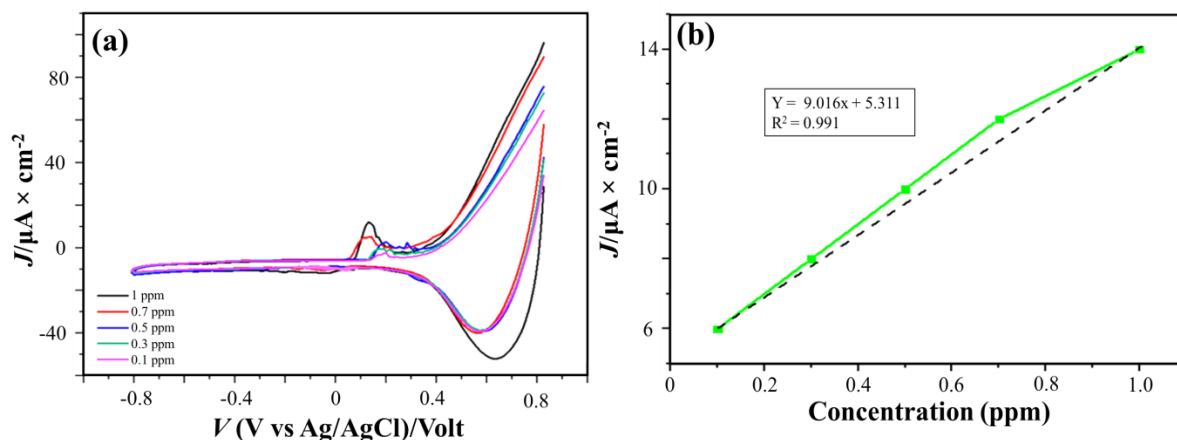 (a)
80
40
0
-40
J/μA × cm-2
1 ppm
0.7 ppm
0.5 ppm
0.3 ppm
0.1 ppm
-0.8
-0.4
0
0.4
0.8
V (V vs Ag/AgCl)/Volt
(b)
14
10
6
J/μA × cm-2
Y = 9.016x + 5.311
R² = 0.991
0
0.2
0.4
0.6
0.8
1.0
Concentration (ppm)